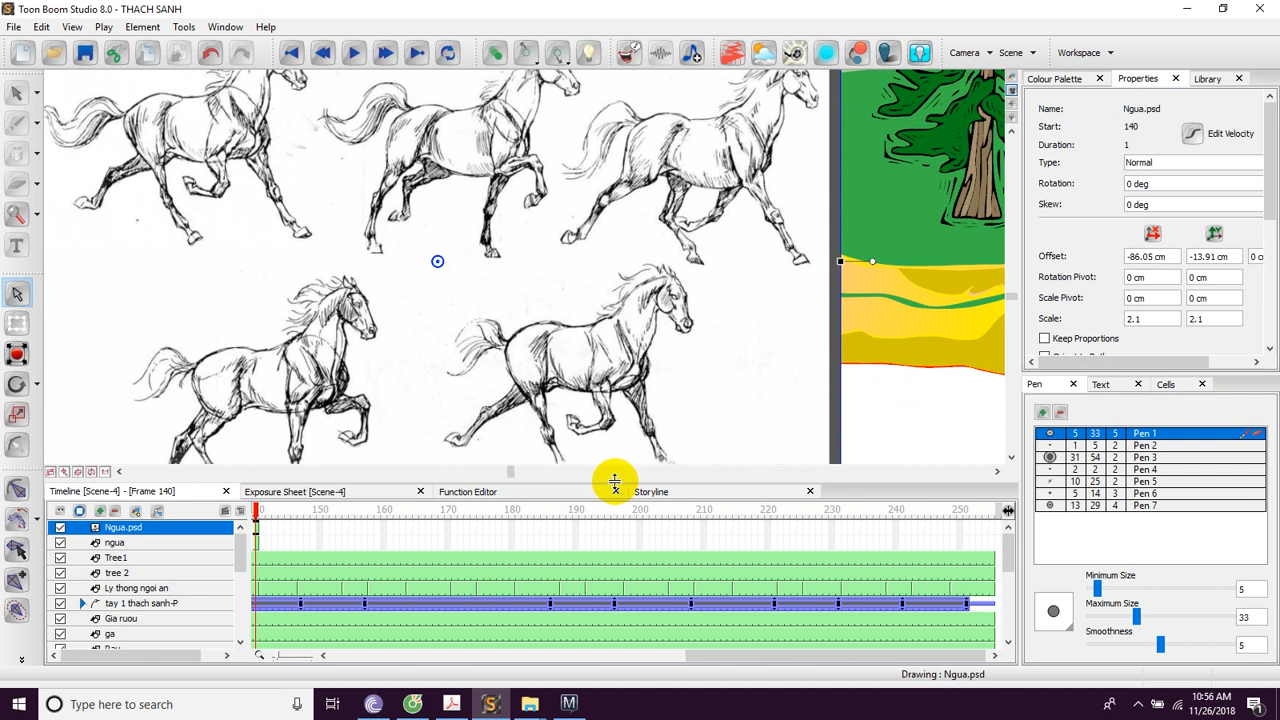 Toon Boom Studio 8.0 - THACH SANH
File Edit View Play Element Tools Window Help
Camera Scene Workspace
Colour Palette Properties Library
Name: Ngua.psd
Start: 140
Duration: 1
Edit Velocity
Type: Normal
Rotation: 0 deg
Skew: 0 deg
Offset: -86.05 cm -13.91 cm
Rotation Pivot: 0 cm 0 cm
Scale Pivot: 0 cm 0 cm
Scale: 2.1 2.1
Keep Proportions
Pen Text Cells
5 33 5 Pen 1
1 5 2 Pen 2
31 54 2 Pen 3
2 2 2 Pen 4
10 25 2 Pen 5
5 14 3 Pen 6
13 29 4 Pen 7
Minimum Size 5
Maximum Size 33
Smoothness 5
Timeline [Scene-4] - [Frame 140] Exposure Sheet [Scene-4] Function Editor Storyline
150 160 170 180 190 200 210 220 230 240 250
Ngua.psd
ngua
Tree1
tree 2
Ly thong ngoi an
tay 1 thach sanh-P
Gia ruou
ga
Drawing : Ngua.psd
Type here to search
10:56 AM
11/26/2018